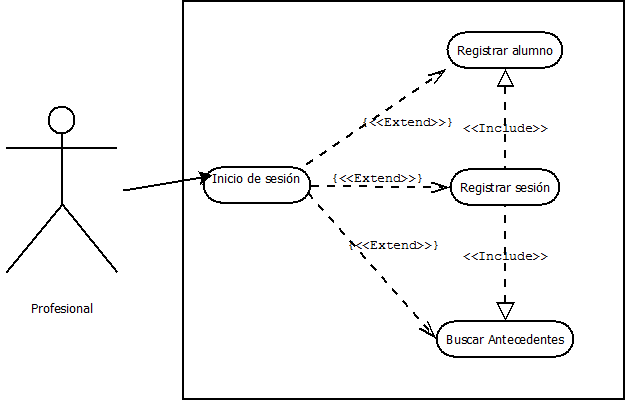 Registrar alumno
{<<Extend>>}
<<Include>>
Inicio de sesión
{<<Extend>>}
Registrar sesión
{<<Extend>>}
<<Include>>
Profesional
Buscar Antecedentes